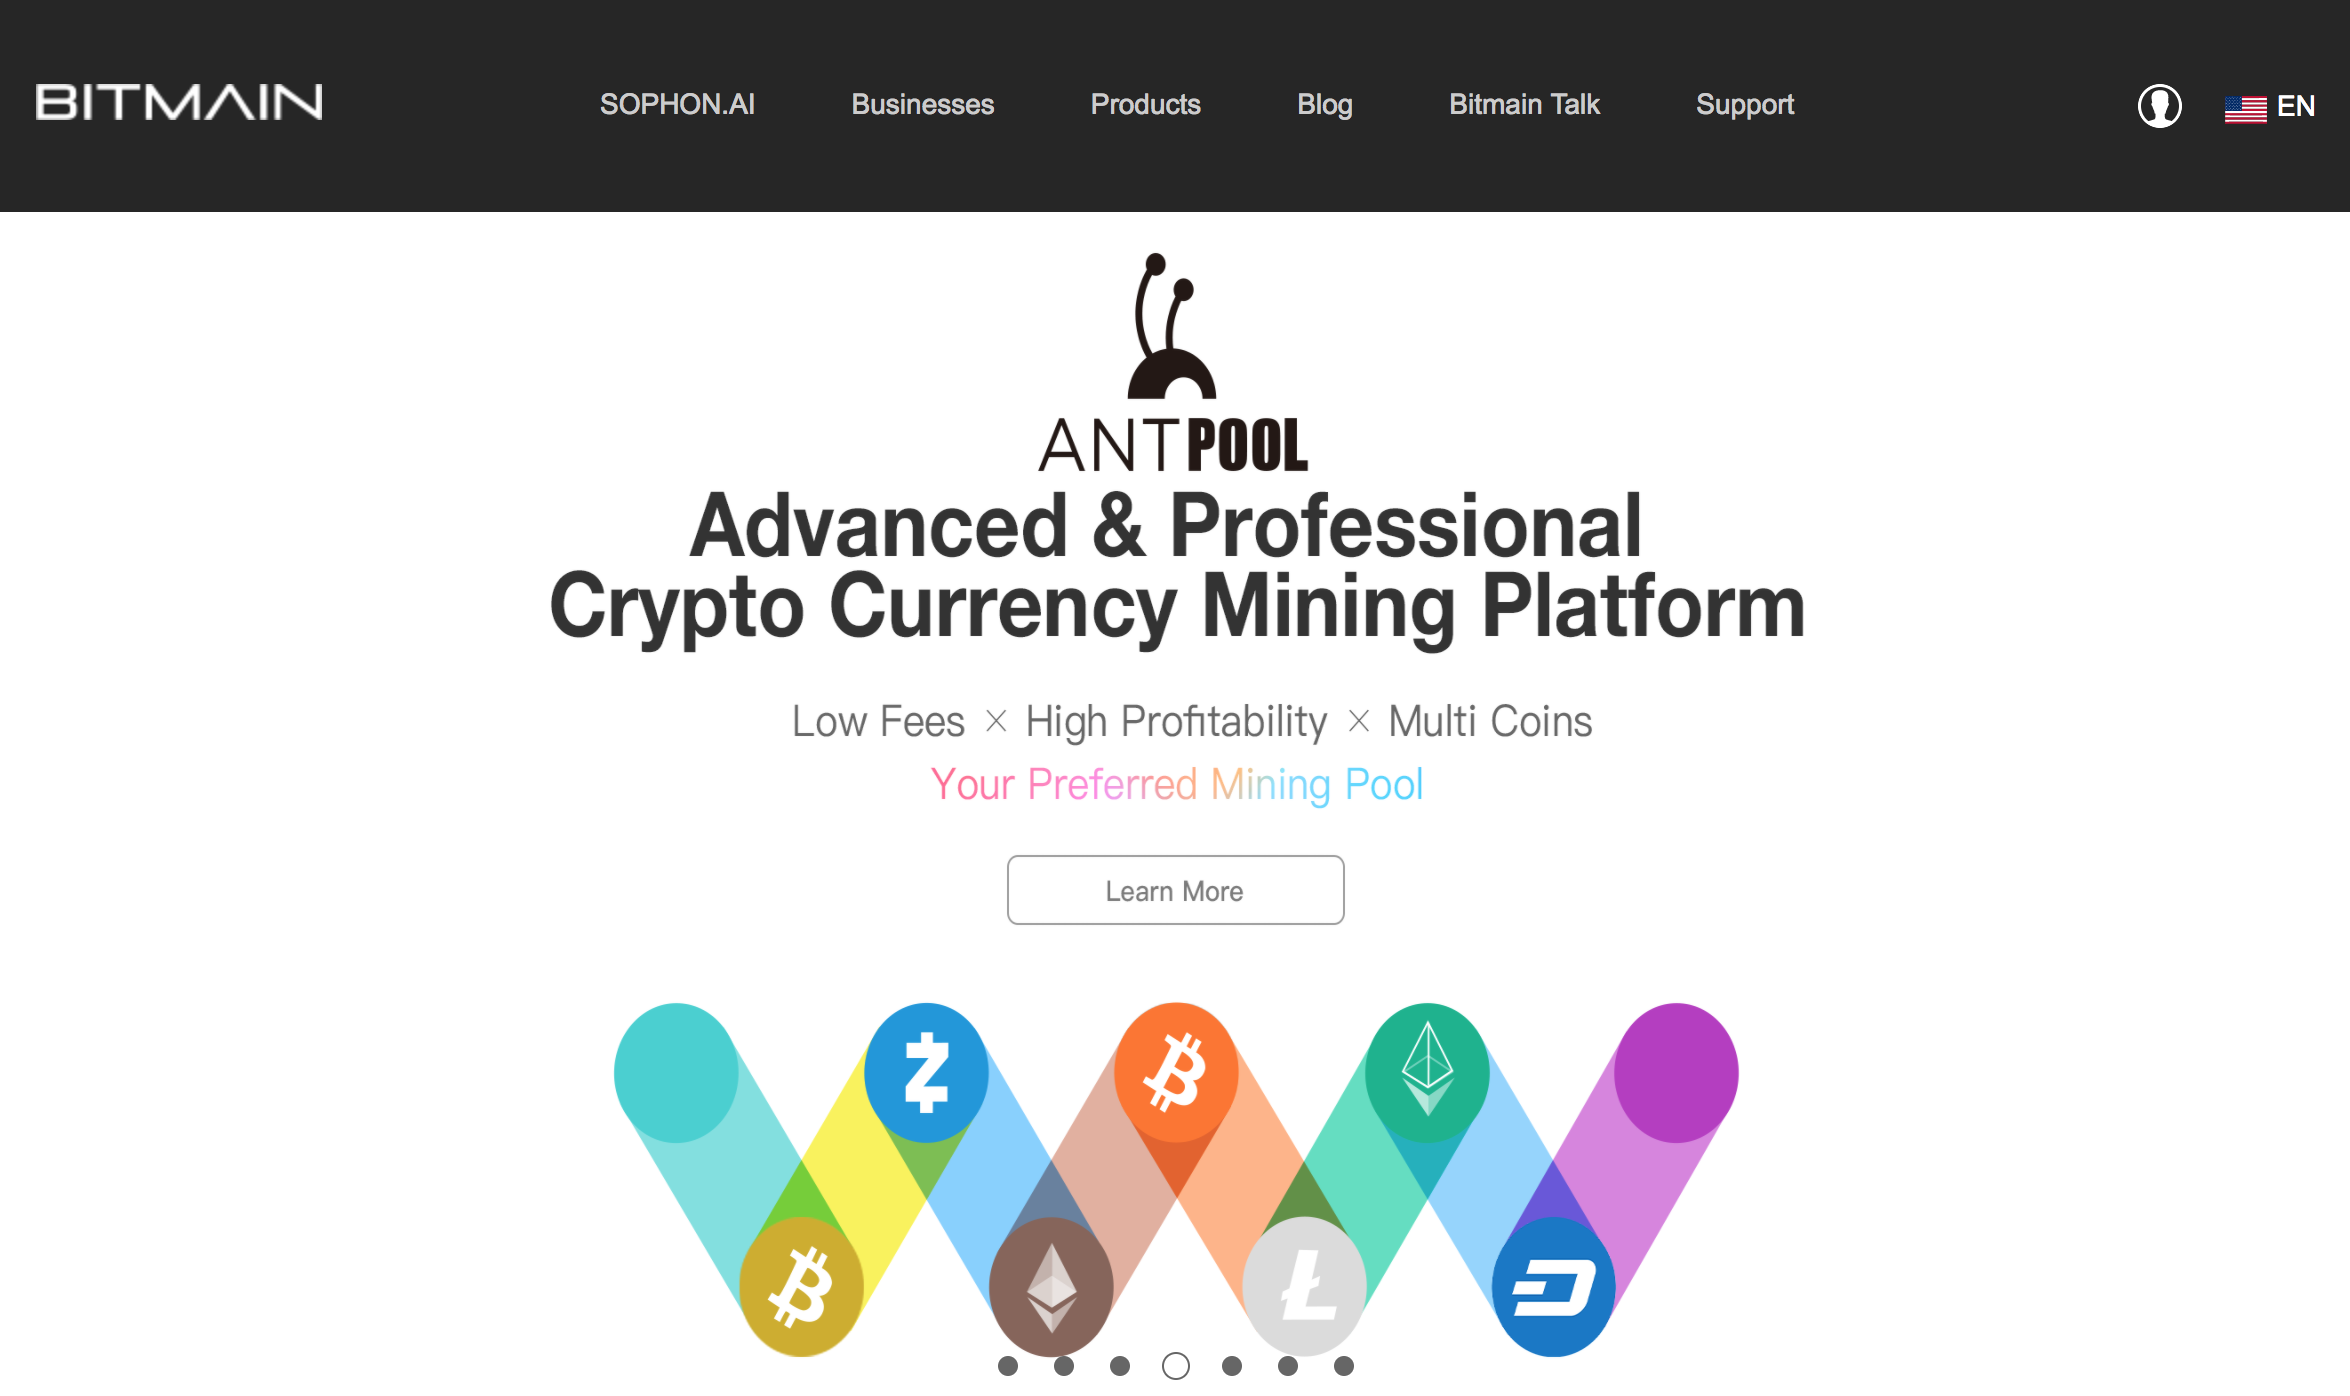 BITMAIN
SOPHON.AI Businesses Products Blog Bitmain Talk Support EN
ANTPOOL
Advanced & Professional
Crypto Currency Mining Platform
Low Fees × High Profitability × Multi Coins
Your Preferred Mining Pool
Learn More